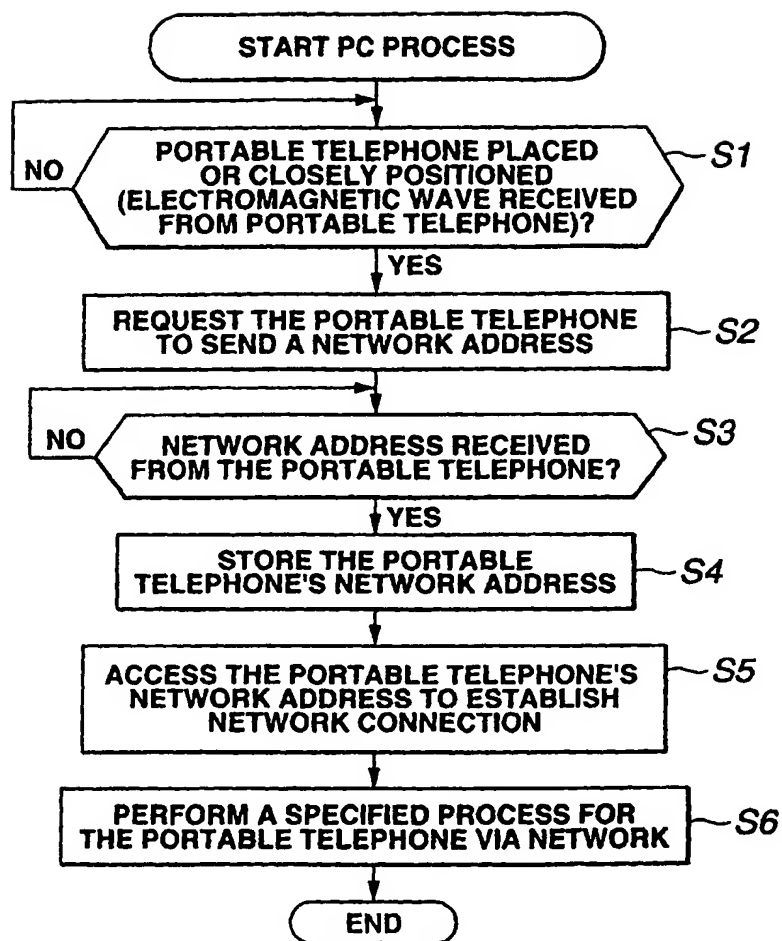 START PC PROCESS
PORTABLE TELEPHONE PLACED
OR CLOSELY POSITIONED
(ELECTROMAGNETIC WAVE RECEIVED
FROM PORTABLE TELEPHONE)?
S1
NO
YES
REQUEST THE PORTABLE TELEPHONE
TO SEND A NETWORK ADDRESS
S2
NETWORK ADDRESS RECEIVED
FROM THE PORTABLE TELEPHONE?
S3
NO
YES
STORE THE PORTABLE
TELEPHONE'S NETWORK ADDRESS
S4
ACCESS THE PORTABLE TELEPHONE'S
NETWORK ADDRESS TO ESTABLISH
NETWORK CONNECTION
S5
PERFORM A SPECIFIED PROCESS FOR
THE PORTABLE TELEPHONE VIA NETWORK
S6
END